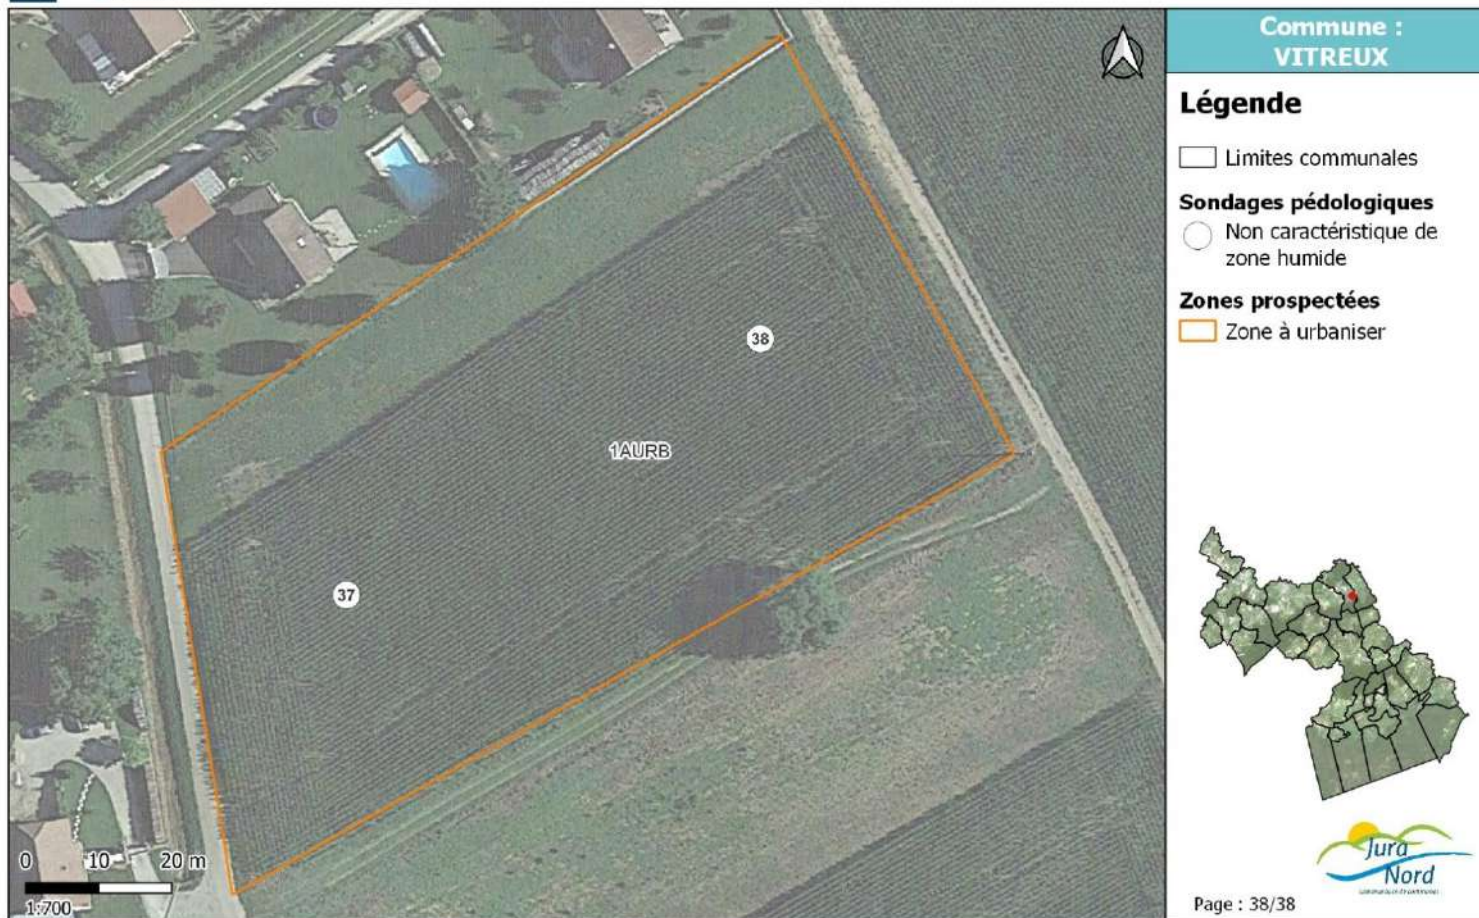 Commune :
VITREUX
Légende
Limites communales
Sondages pédologiques
Non caractéristique de
zone humide
Zones prospectées
Zone à urbaniser
38
1AURB
37
0 10 20 m
1:700
Jura
Nord
Page : 38/38